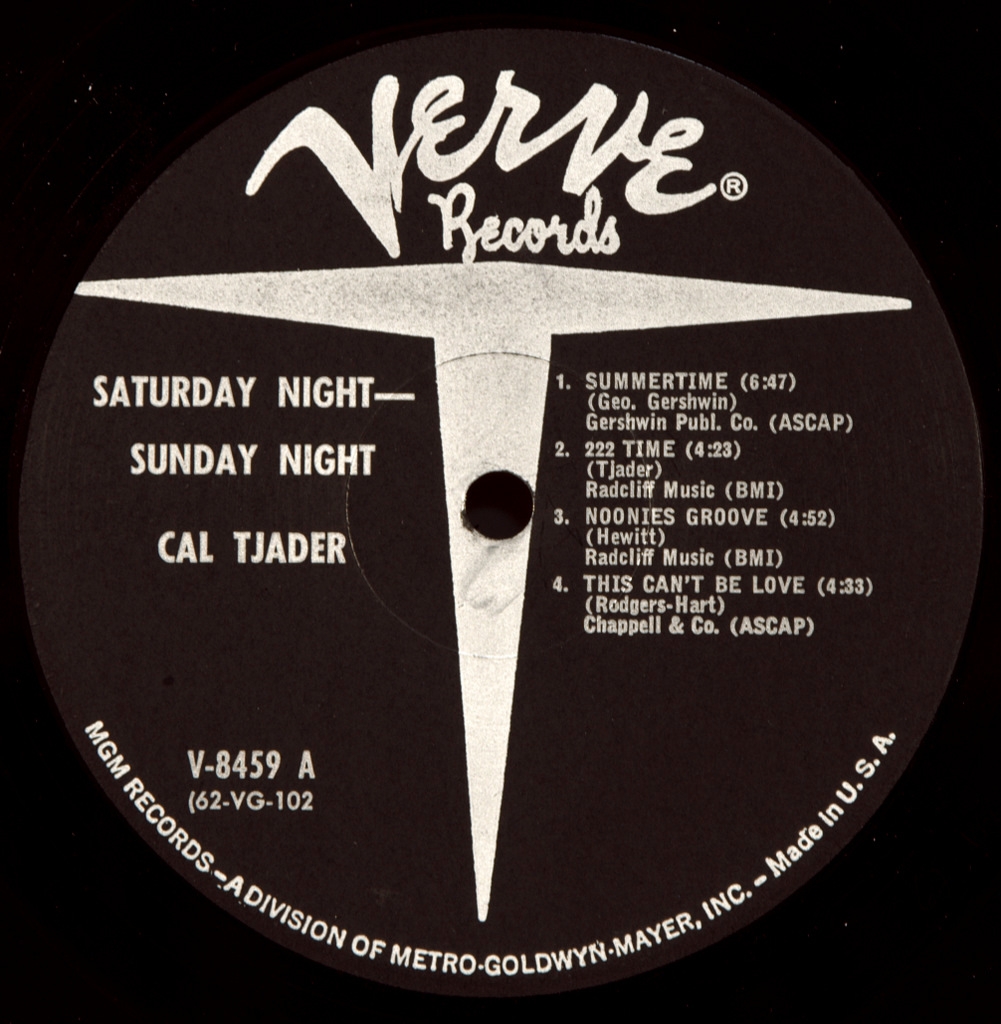 Verve®
Records
SATURDAY NIGHT—
SUNDAY NIGHT
CAL TJADER
1. SUMMERTIME (6:47)
(Geo. Gershwin)
Gershwin Publ. Co. (ASCAP)
2. 222 TIME (4:23)
(Tjader)
Radcliff Music (BMI)
3. NOONIES GROOVE (4:52)
(Hewitt)
Radcliff Music (BMI)
4. THIS CAN'T BE LOVE (4:33)
(Rodgers-Hart)
Chappell & Co. (ASCAP)
V-8459 A
(62-VG-102
MGM RECORDS—A DIVISION OF METRO-GOLDWYN-MAYER, INC. – Made in U. S. A.